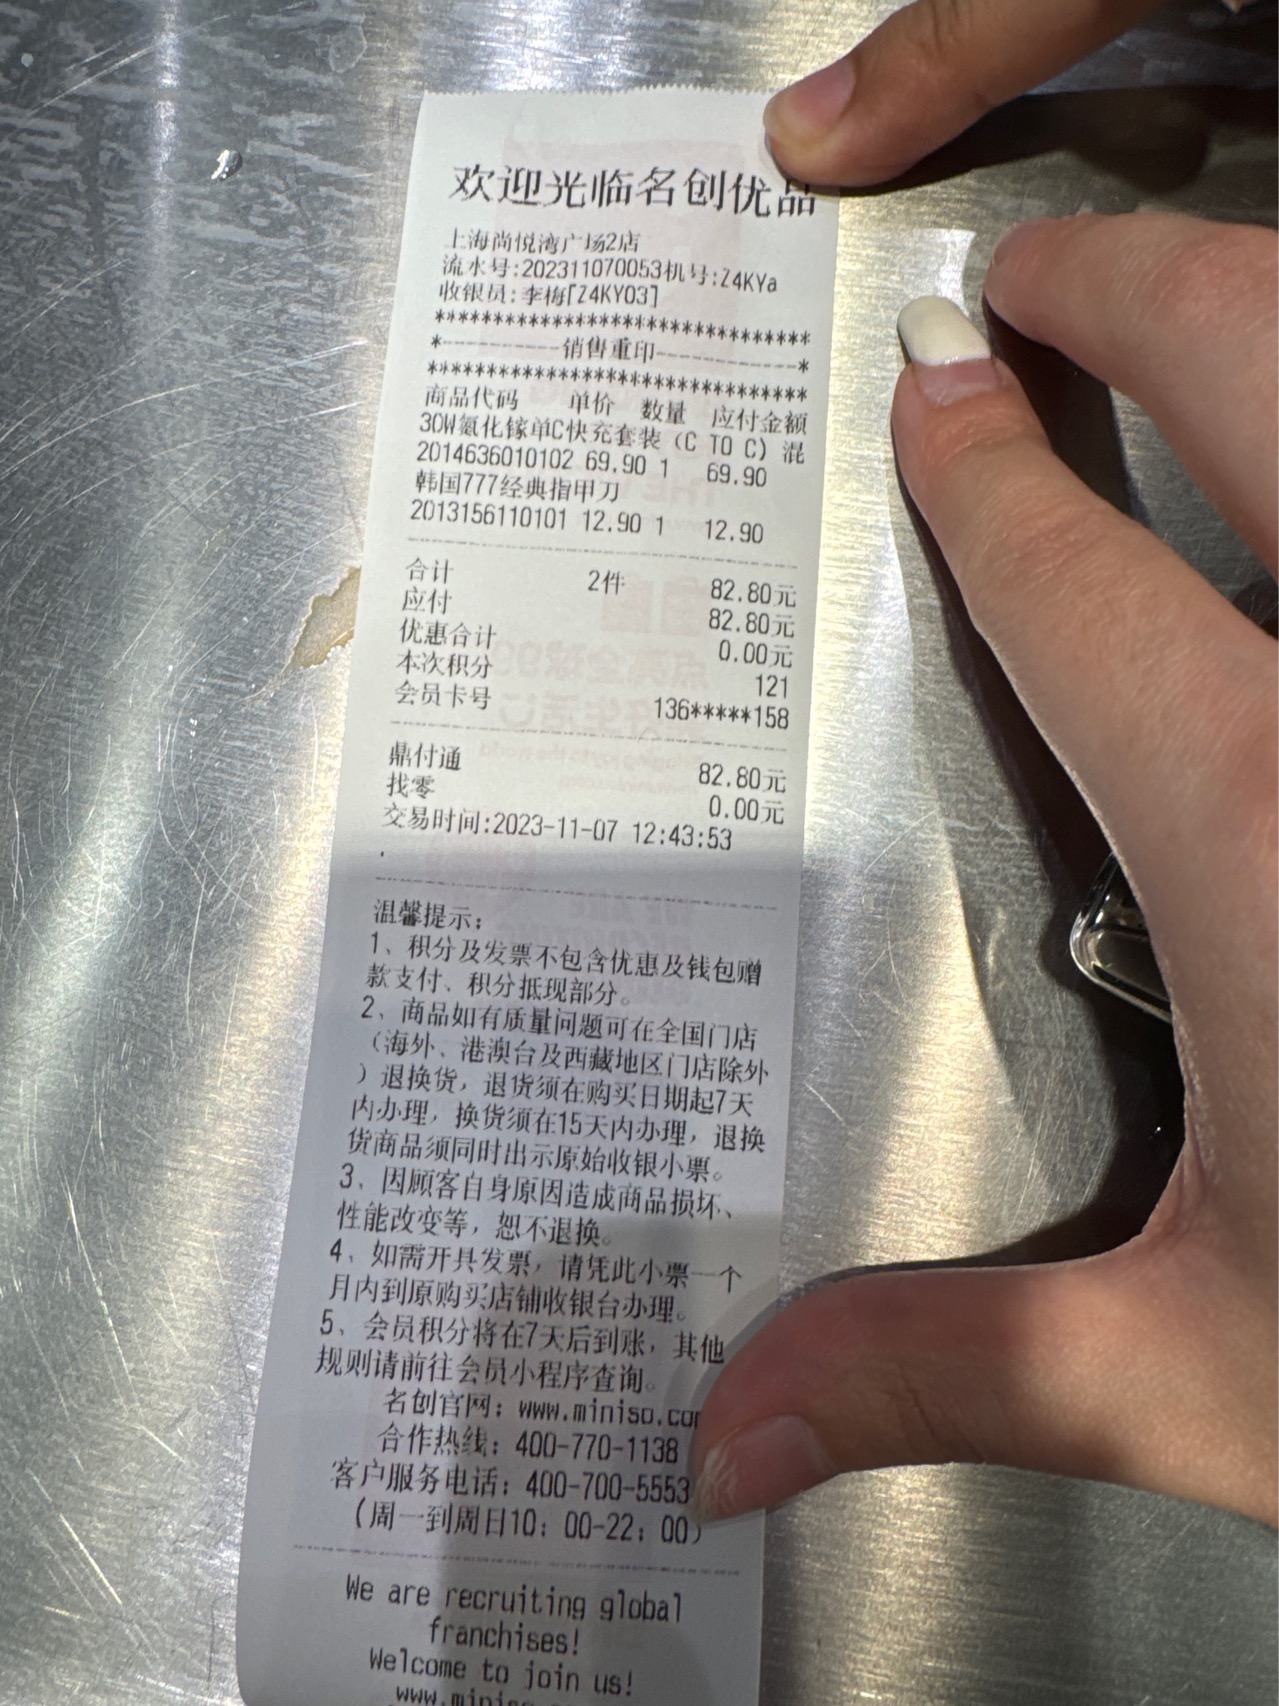 欢迎光临名创优品
上海尚悦湾广场2店
流水号:202311070053机号:Z4KYa
收银员:李梅[Z4KY03]
********************************
*----------销售重印------------*
********************************
商品代码 单价 数量 应付金额
30W氮化镓单C快充套装（C TO C）混
2014636010102 69.90 1 69.90
韩国777经典指甲刀
2013156110101 12.90 1 12.90
合计 2件 82.80元
应付 82.80元
优惠合计 0.00元
本次积分 121
会员卡号 136*****158
鼎付通 82.80元
找零 0.00元
交易时间:2023-11-07 12:43:53
.
温馨提示:
1、积分及发票不包含优惠及钱包赠
款支付、积分抵现部分。
2、商品如有质量问题可在全国门店
（海外、港澳台及西藏地区门店除外
）退换货，退货须在购买日期起7天
内办理，换货须在15天内办理，退换
货商品须同时出示原始收银小票。
3、因顾客自身原因造成商品损坏、
性能改变等，恕不退换。
4、如需开具发票，请凭此小票一个
月内到原购买店铺收银台办理。
5、会员积分将在7天后到账，其他
规则请前往会员小程序查询。
名创官网: www.miniso.com
合作热线: 400-770-1138
客户服务电话: 400-700-5553
(周一到周日10: 00-22: 00)
We are recruiting global
franchises!
Welcome to join us!